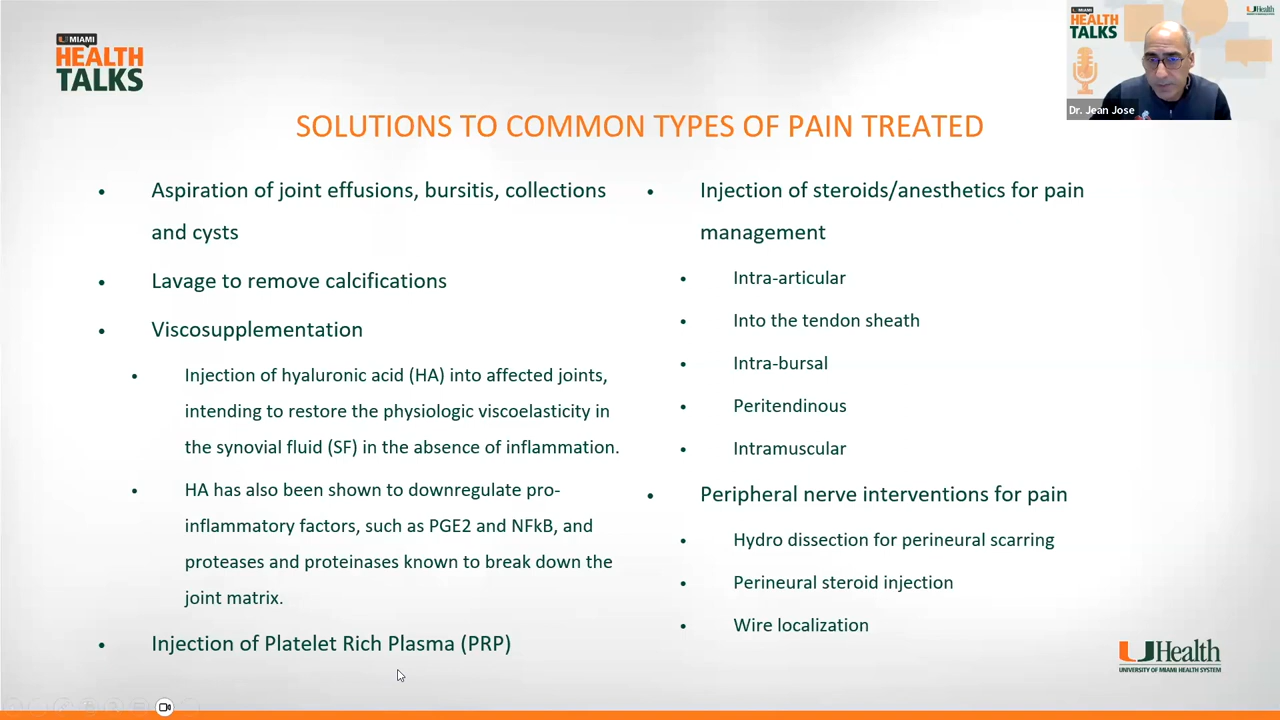 U MIAMI
HEALTH
TALKS
HEALTH
TALKS
UHealth
Dr. Jean Jose
SOLUTIONS TO COMMON TYPES OF PAIN TREATED
• Aspiration of joint effusions, bursitis, collections
and cysts
• Lavage to remove calcifications
• Viscosupplementation
• Injection of hyaluronic acid (HA) into affected joints,
intending to restore the physiologic viscoelasticity in
the synovial fluid (SF) in the absence of inflammation.
• HA has also been shown to downregulate pro-
inflammatory factors, such as PGE2 and NFkB, and
proteases and proteinases known to break down the
joint matrix.
• Injection of Platelet Rich Plasma (PRP)
• Injection of steroids/anesthetics for pain
management
• Intra-articular
• Into the tendon sheath
• Intra-bursal
• Peritendinous
• Intramuscular
• Peripheral nerve interventions for pain
• Hydro dissection for perineural scarring
• Perineural steroid injection
• Wire localization
UHealth
UNIVERSITY OF MIAMI HEALTH SYSTEM